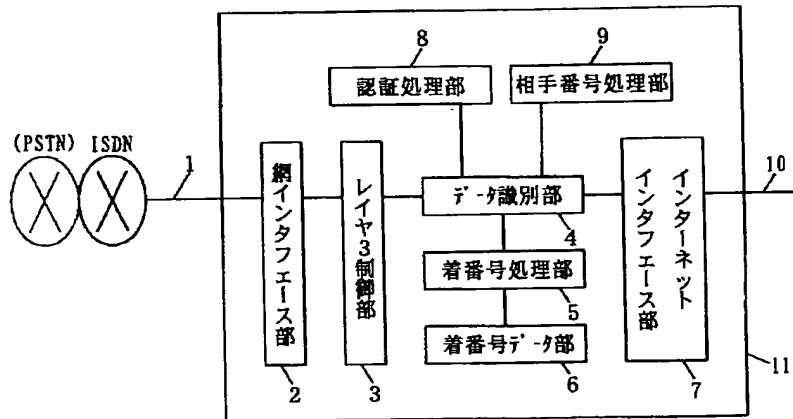 8
9
認証処理部
相手番号処理部
(PSTN) ISDN
1
網インタフェース部
レイヤ3制御部
データ識別部
インターネット
インタフェース部
10
4
着番号処理部
5
着番号データ部
2
3
6
7
11